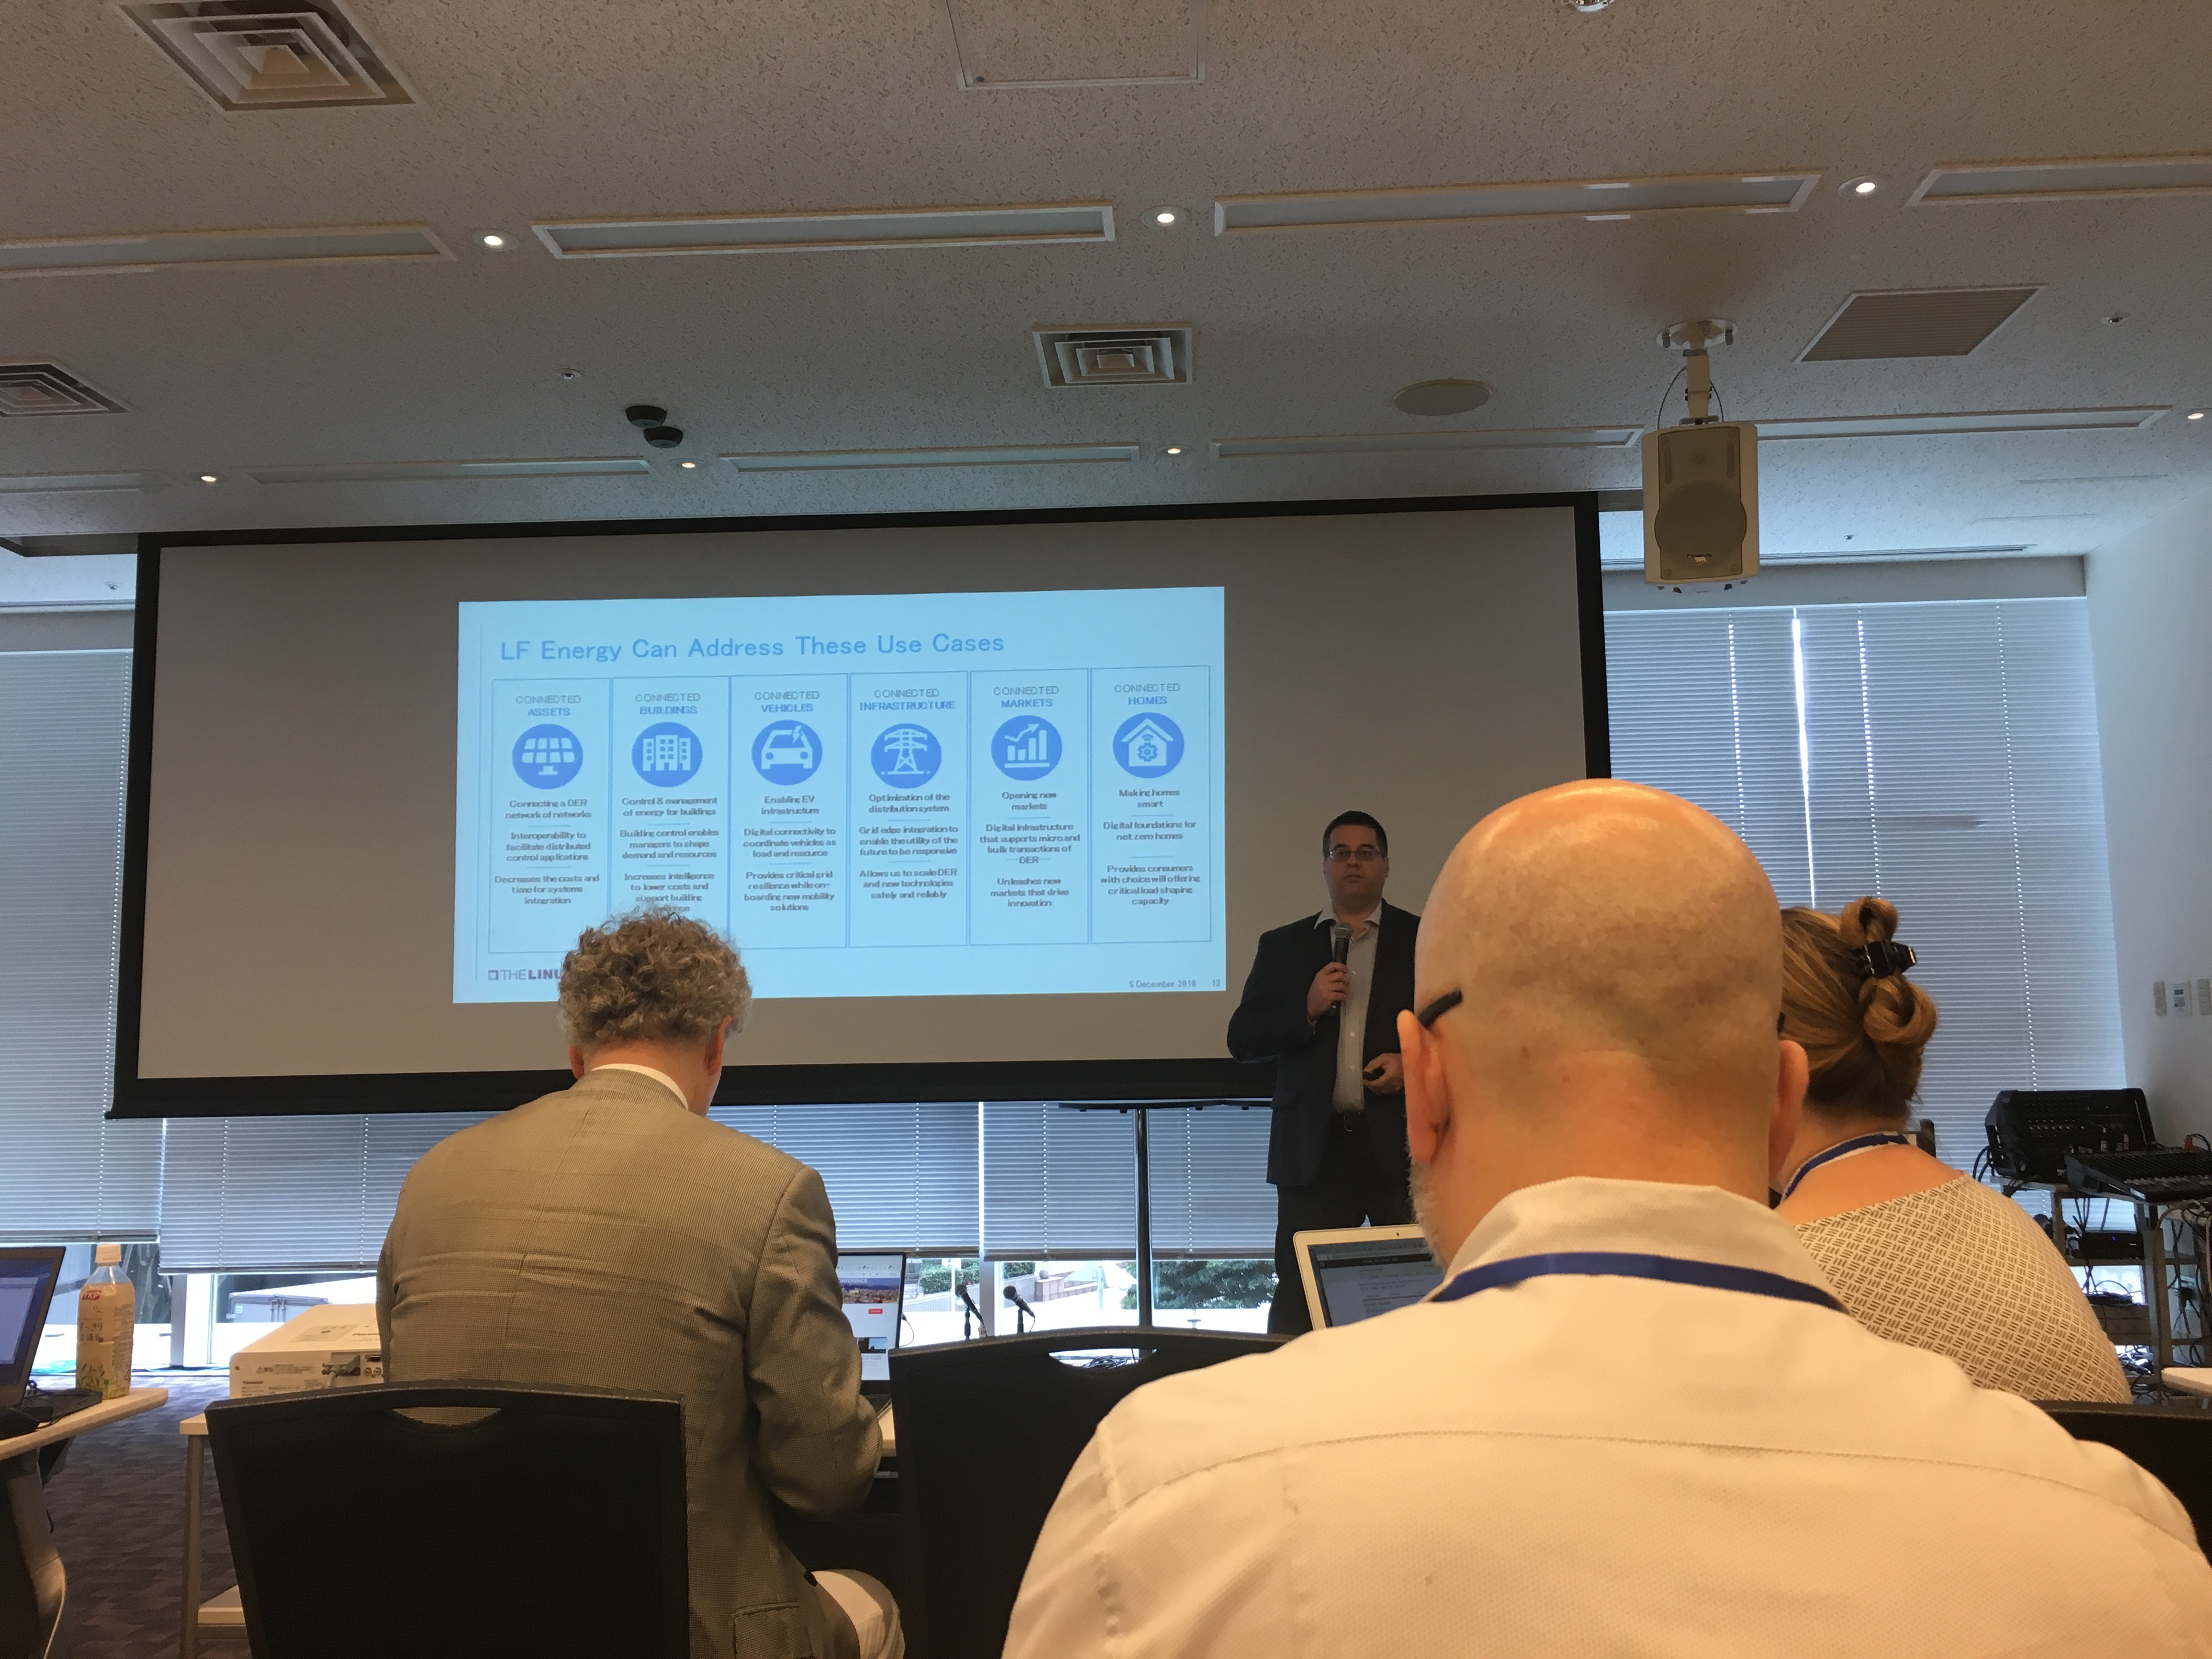 LF Energy Can Address These Use Cases
CONNECTED
ASSETS
Connecting a DER
network of networks
Interoperability to
facilitate distributed
control applications
Decreases the costs and
time for systems
integration
CONNECTED
BUILDINGS
Control & management
of energy for buildings
Building control enables
managers to shape
demand and resources
Increases intelligence
to lower costs and
support building
CONNECTED
VEHICLES
Enabling EV
infrastructure
Digital connectivity to
coordinate vehicles as
load and resource
Provides critical grid
resilience while on-
boarding new mobility
solutions
CONNECTED
INFRASTRUCTURE
Optimization of the
distribution system
Grid edge integration to
enable the utility of the
future to be responsive
Allows us to scale DER
and new technologies
safely and reliably
CONNECTED
MARKETS
Opening new
markets
Digital infrastructure
that supports micro and
bulk transactions of
DER
Unleashes new
markets that drive
innovation
CONNECTED
HOMES
Making homes
smart
Digital foundations for
net zero homes
Provides consumers
with choice will offering
critical load shaping
capacity
THE LINU
5 December 2019 12
Panasonic